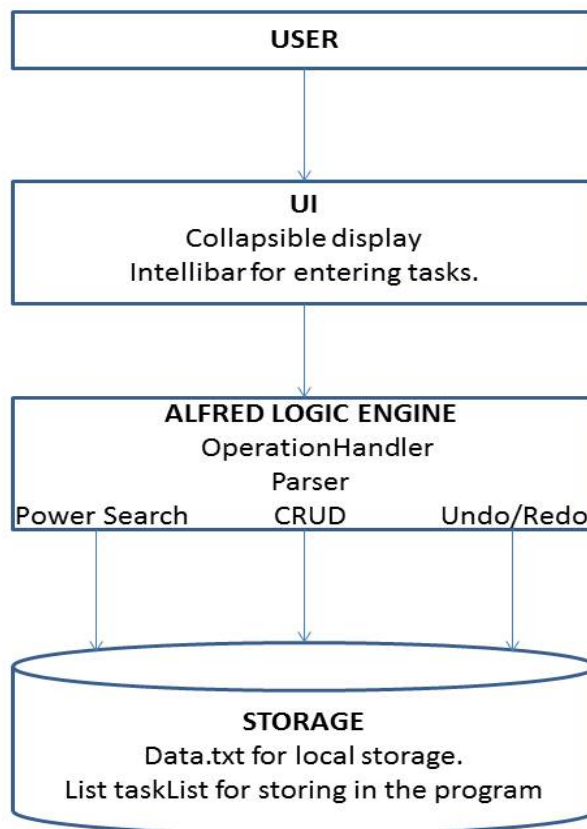 USER
UI
Collapsible display
Intellibar for entering tasks.
ALFRED LOGIC ENGINE
OperationHandler
Parser
Power Search CRUD Undo/Redo
STORAGE
Data.txt for local storage.
List taskList for storing in the program